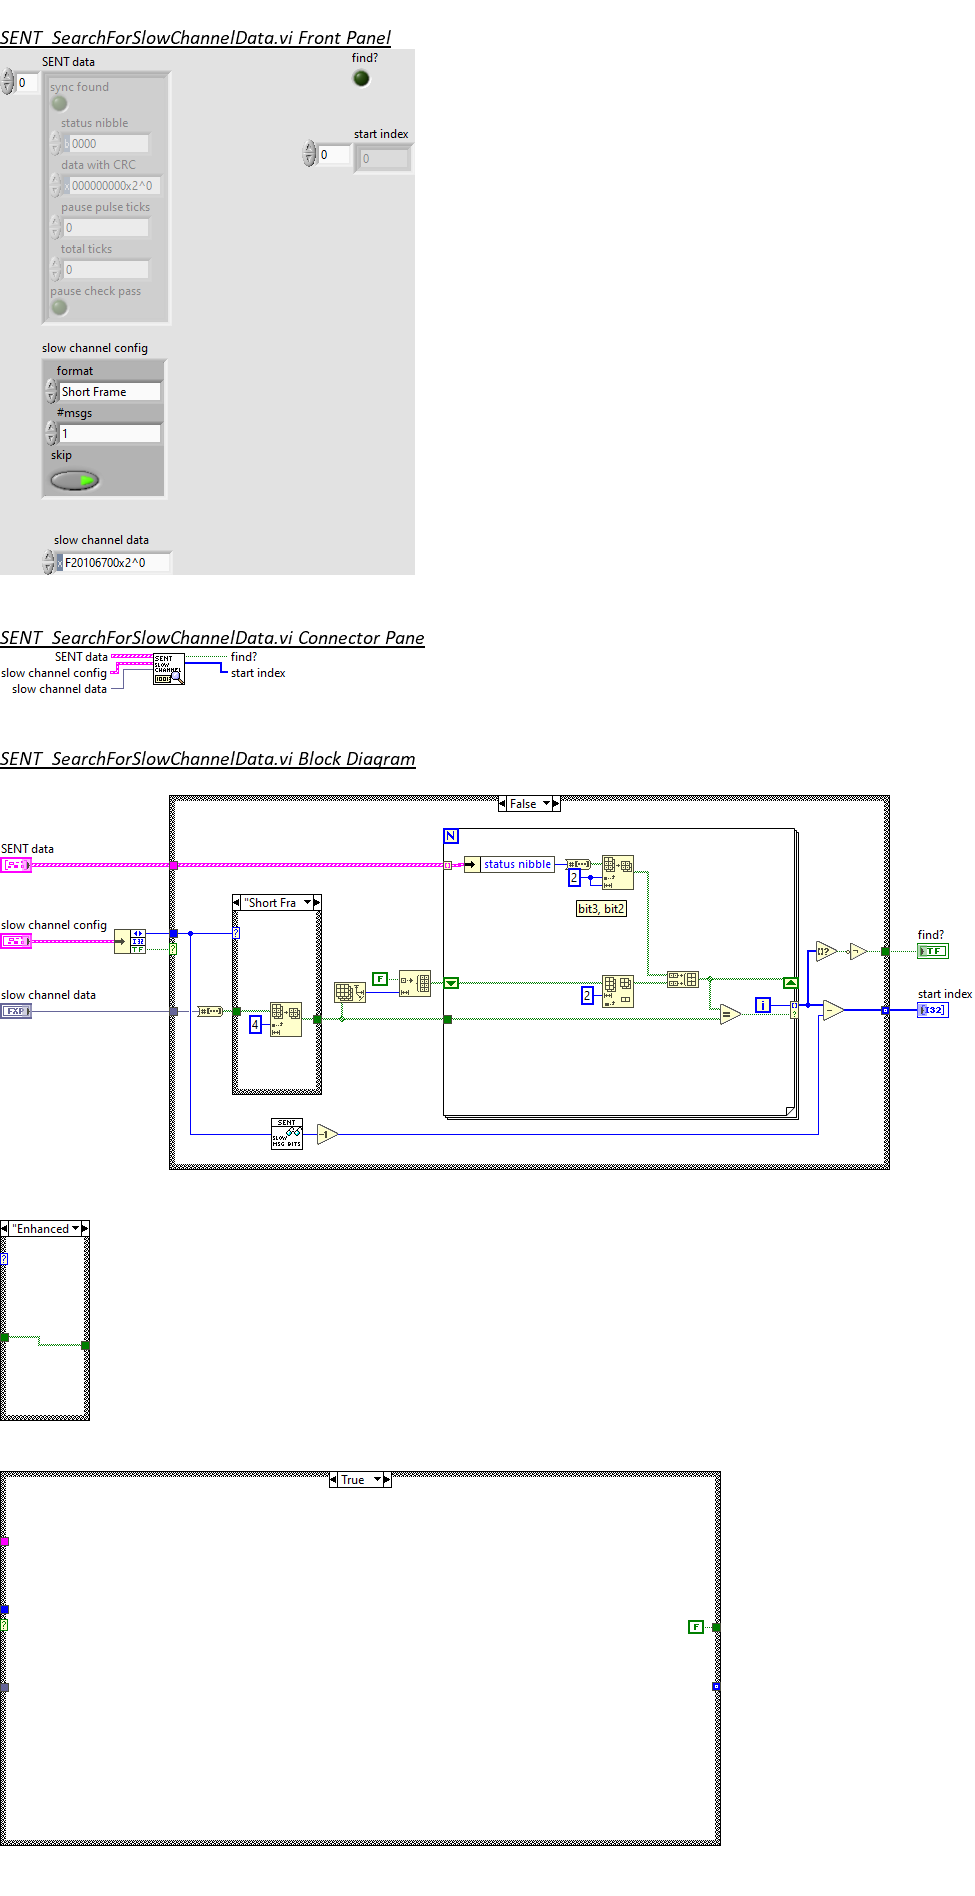 SENT_SearchForSlowChannelData.vi Front Panel
SENT data
find?
0
sync found
status nibble
b 0000
start index
0
0
data with CRC
x 000000000x2^0
pause pulse ticks
0
total ticks
0
pause check pass
slow channel config
format
Short Frame
#msgs
1
skip
slow channel data
x F20106700x2^0
SENT_SearchForSlowChannelData.vi Connector Pane
SENT data
find?
slow channel config
start index
slow channel data
SENT
SLOW
CHANNEL
SENT_SearchForSlowChannelData.vi Block Diagram
False
N
SENT data
status nibble
2
"Short Fra
bit3, bit2
slow channel config
I32
TF
find?
TF
F
slow channel data
FXP
2
i
start index
I32
4
SENT
SLOW
MSG BITS
-1
"Enhanced
True
F